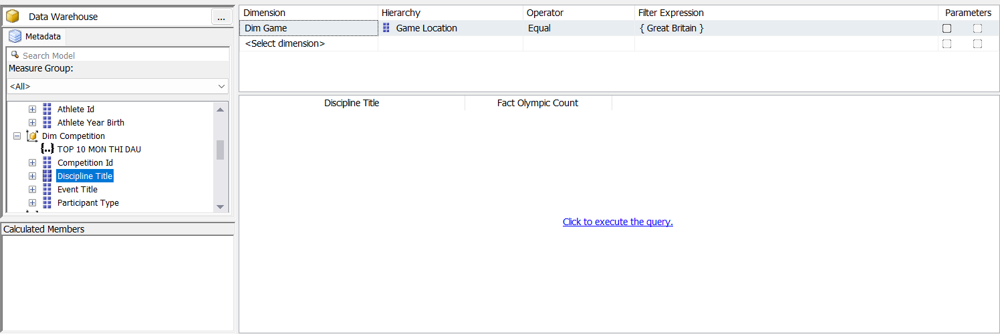 Data Warehouse
...
Metadata
Search Model
Measure Group:
<All>
Athlete Id
Athlete Year Birth
Dim Competition
TOP 10 MON THI DAU
Competition Id
Discipline Title
Event Title
Participant Type
Calculated Members
Dimension Hierarchy Operator Filter Expression Parameters
Dim Game Game Location Equal { Great Britain }
<Select dimension>
Discipline Title Fact Olympic Count
Click to execute the query.